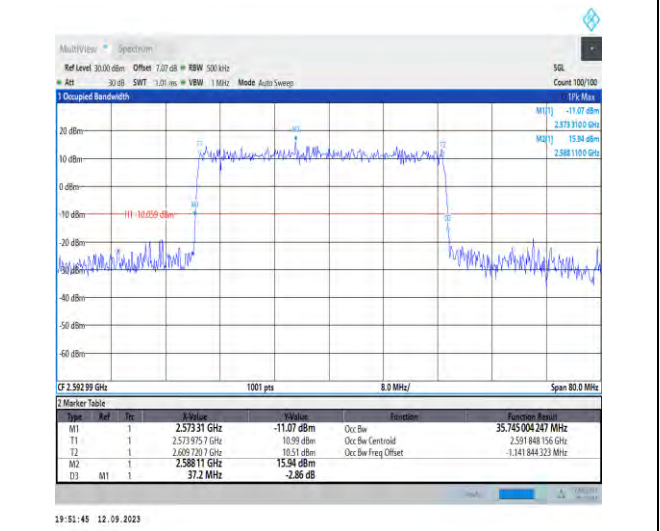 MultiView Spectrum
Ref Level 30.00 dBm Offset 7.07 dB RBW 500 kHz SGL
Att 30 dB SWT 1.01 ms VBW 1 MHz Mode Auto Sweep Count 100/100
1 Occupied Bandwidth 1Pk Max
M1[1] -11.07 dBm
2.573 310 0 GHz
M2[1] 15.94 dBm
2.588 110 0 GHz
20 dBm
T1 M2 T2
10 dBm
0 dBm
M1
-10 dBm H1 -10.059 dBm D3
-20 dBm
-30 dBm
-40 dBm
-50 dBm
-60 dBm
CF 2.592 99 GHz 1001 pts 8.0 MHz/ Span 80.0 MHz
2 Marker Table
Type Ref Trc X-Value Y-Value Function Function Result
M1 1 2.573 31 GHz -11.07 dBm Occ Bw 35.745 004 247 MHz
T1 1 2.573 975 7 GHz 10.99 dBm Occ Bw Centroid 2.591 848 156 GHz
T2 1 2.609 720 7 GHz 10.51 dBm Occ Bw Freq Offset -1.141 844 323 MHz
M2 1 2.588 11 GHz 15.94 dBm
D3 M1 1 37.2 MHz -2.86 dB
19:51:45 12.09.2023